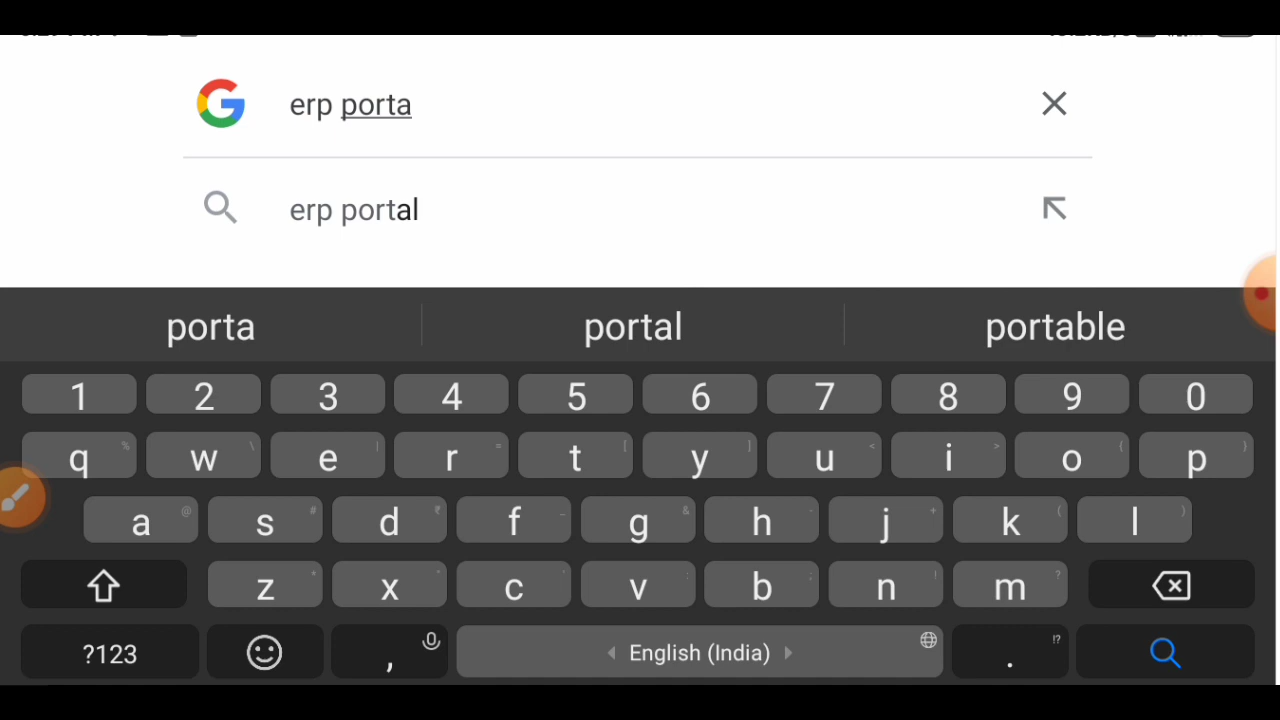 erp porta
erp portal
porta portal portable
1 2 3 4 5 6 7 8 9 0
q % w \ e | r = t [ y ] u < i > o { p }
a @ s # d ₹ f _ g & h - j + k ( l )
z * x " c ' v : b ; n ! m ?
?123 , English (India) . !?